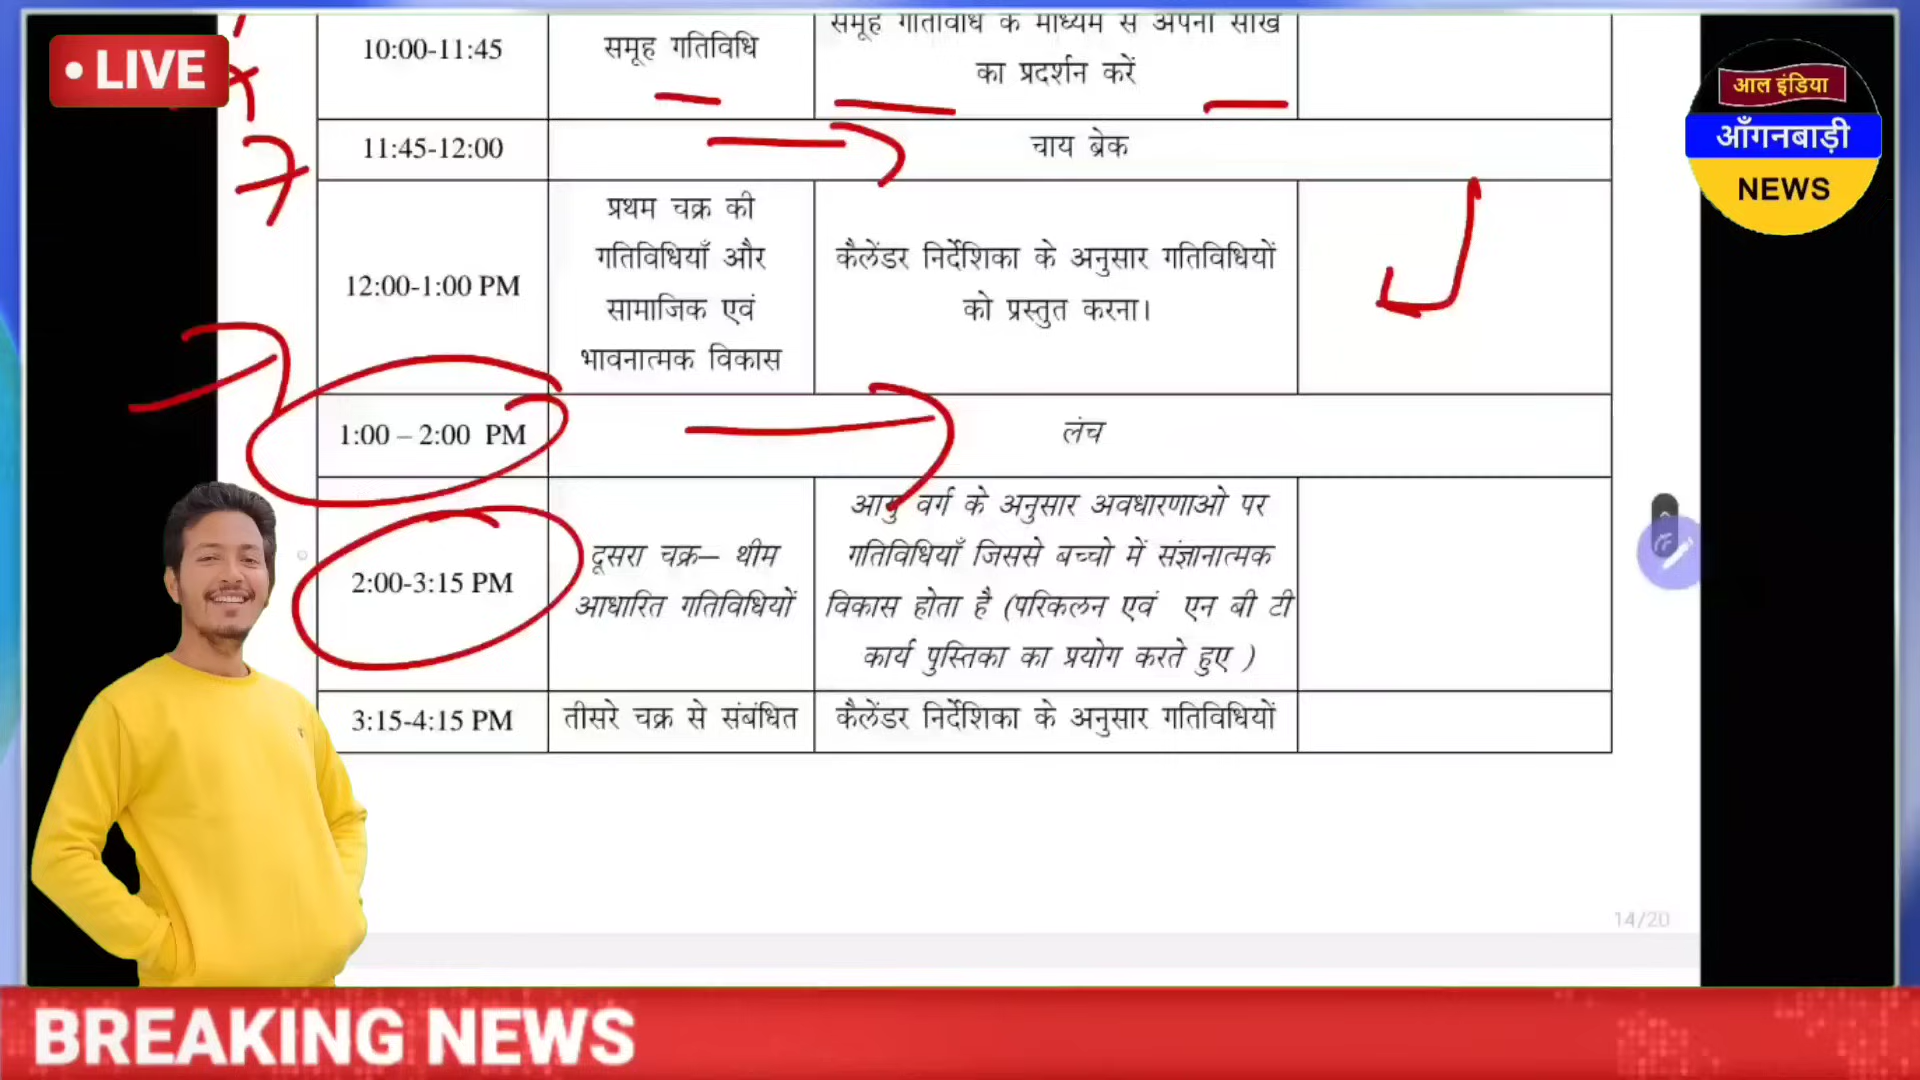 • LIVE
आल इंडिया
आँगनबाड़ी
NEWS
10:00-11:45
समूह गतिविधि
समूह गतिविधि के माध्यम से अपनी सीख
का प्रदर्शन करें
11:45-12:00
चाय ब्रेक
12:00-1:00 PM
प्रथम चक्र की
गतिविधियाँ और
सामाजिक एवं
भावनात्मक विकास
कैलेंडर निर्देशिका के अनुसार गतिविधियों
को प्रस्तुत करना।
1:00 – 2:00 PM
लंच
2:00-3:15 PM
दूसरा चक्र– थीम
आधारित गतिविधियों
आयु वर्ग के अनुसार अवधारणाओ पर
गतिविधियाँ जिससे बच्चो में संज्ञानात्मक
विकास होता है (परिकलन एवं एन बी टी
कार्य पुस्तिका का प्रयोग करते हुए )
3:15-4:15 PM
तीसरे चक्र से संबंधित
कैलेंडर निर्देशिका के अनुसार गतिविधियों
14/20
BREAKING NEWS